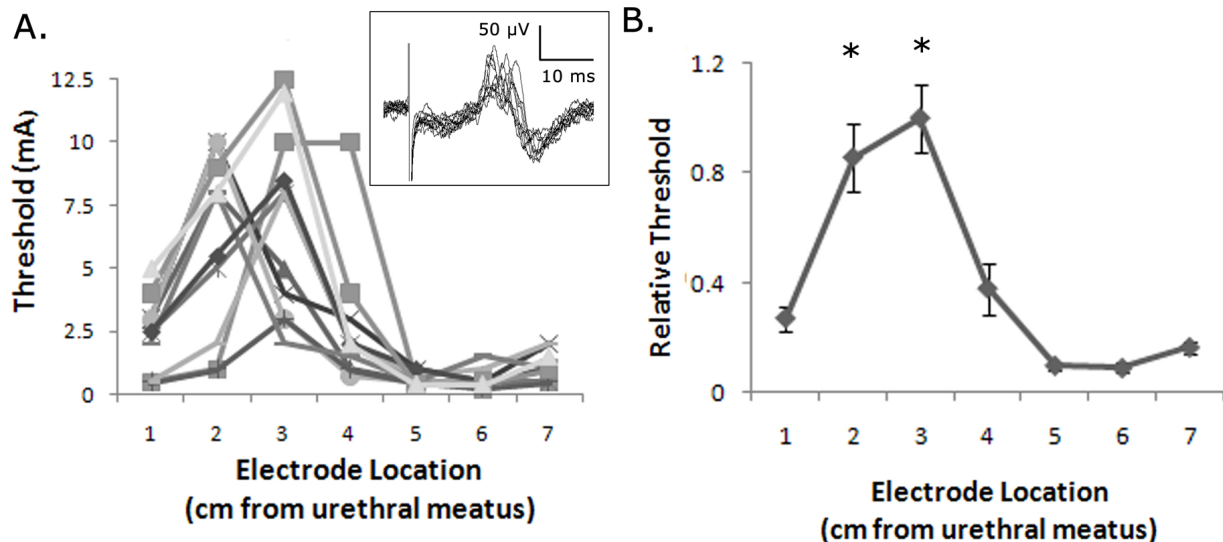 A.
Threshold (mA)
12.5
10
7.5
5
2.5
0
1 2 3 4 5 6 7
Electrode Location
(cm from urethral meatus)
50 µV
10 ms
B.
* *
Relative Threshold
1.2
0.8
0.4
0
1 2 3 4 5 6 7
Electrode Location
(cm from urethral meatus)